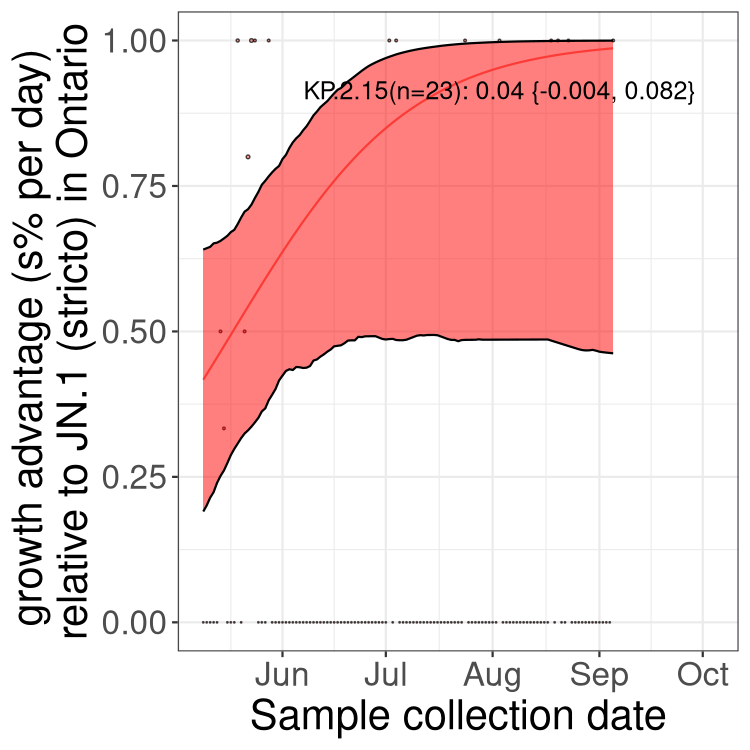 growth advantage (s% per day)
relative to JN.1 (stricto) in Ontario
1.00
0.75
0.50
0.25
0.00
KP.2.15(n=23): 0.04 {-0.004, 0.082}
Jun Jul Aug Sep Oct
Sample collection date